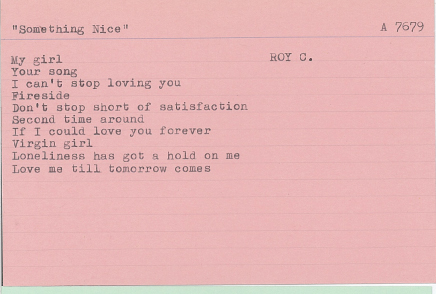 "Something Nice" A 7679
My girl ROY C.
Your song
I can't stop loving you
Fireside
Don't stop short of satisfaction
Second time around
If I could love you forever
Virgin girl
Loneliness has got a hold on me
Love me till tomorrow comes